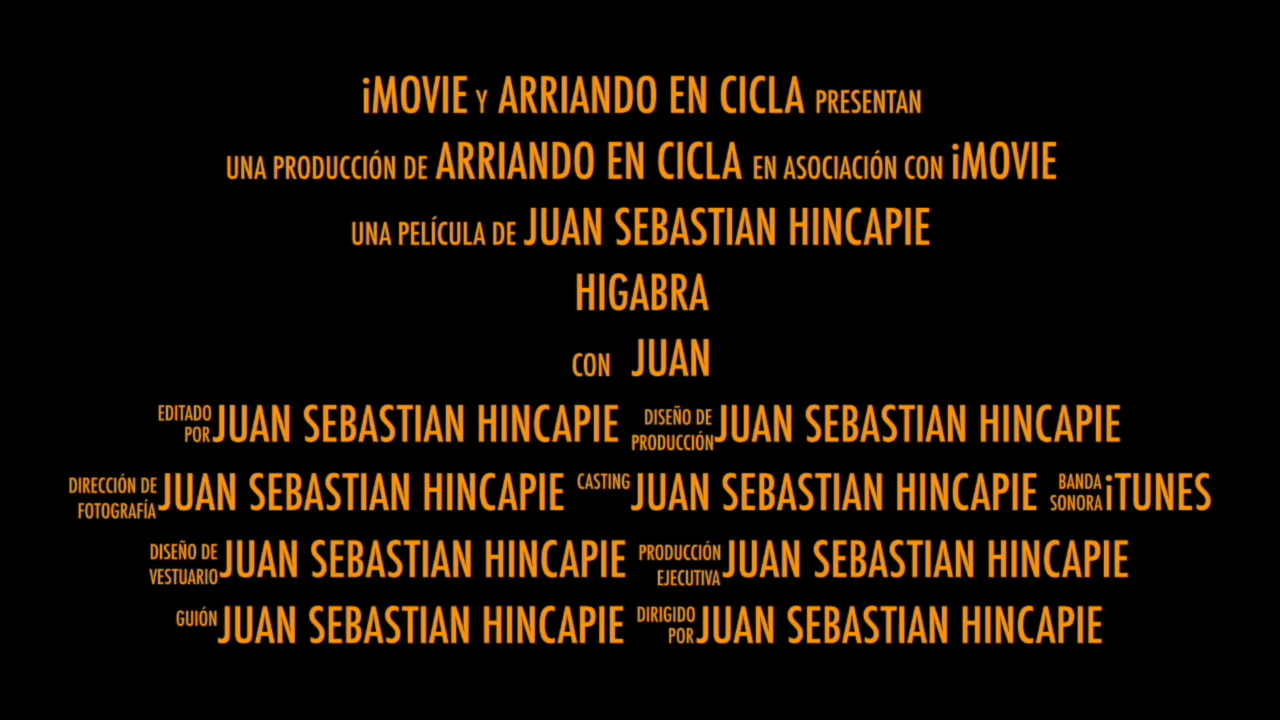 iMOVIE Y ARRIANDO EN CICLA PRESENTAN
UNA PRODUCCIÓN DE ARRIANDO EN CICLA EN ASOCIACIÓN CON iMOVIE
UNA PELÍCULA DE JUAN SEBASTIAN HINCAPIE
HIGABRA
CON JUAN
EDITADO POR JUAN SEBASTIAN HINCAPIE DISEÑO DE PRODUCCIÓN JUAN SEBASTIAN HINCAPIE
DIRECCIÓN DE FOTOGRAFÍA JUAN SEBASTIAN HINCAPIE CASTING JUAN SEBASTIAN HINCAPIE BANDA SONORA iTUNES
DISEÑO DE VESTUARIO JUAN SEBASTIAN HINCAPIE PRODUCCIÓN EJECUTIVA JUAN SEBASTIAN HINCAPIE
GUIÓN JUAN SEBASTIAN HINCAPIE DIRIGIDO POR JUAN SEBASTIAN HINCAPIE